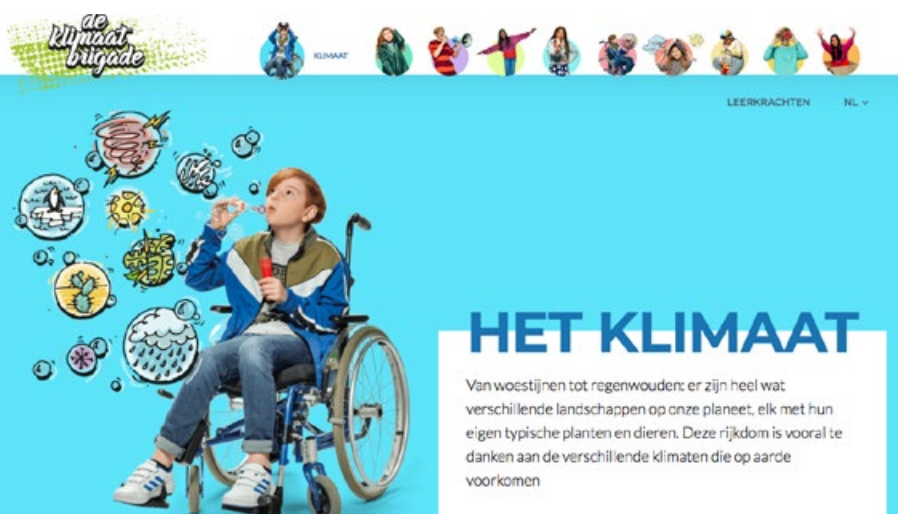 de
klimaat
brigade
KLIMAAT
LEERKRACHTEN
NL
HET KLIMAAT
Van woestijnen tot regenwouden: er zijn heel wat
verschillende landschappen op onze planeet, elk met hun
eigen typische planten en dieren. Deze rijkdom is vooral te
danken aan de verschillende klimaten die op aarde
voorkomen